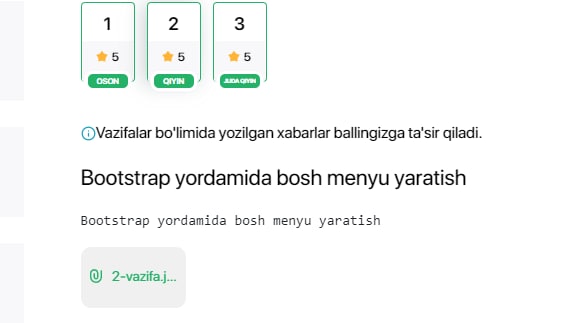 1 2 3
5 5 5
OSON QIYIN JUDA QIYIN
Vazifalar bo'limida yozilgan xabarlar ballingizga ta'sir qiladi.
Bootstrap yordamida bosh menyu yaratish
Bootstrap yordamida bosh menyu yaratish
2-vazifa.j...